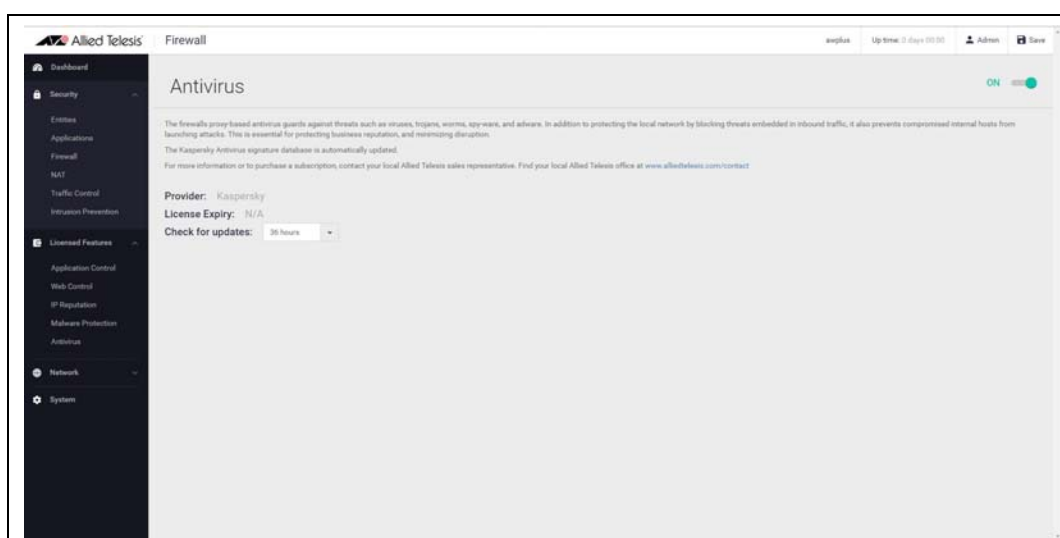 Allied Telesis
Firewall
awplus
Up time: 2 days 00:50
Admin
Save
Dashboard
Security
Entities
Applications
Firewall
NAT
Traffic Control
Intrusion Prevention
Licensed Features
Application Control
Web Control
IP Reputation
Malware Protection
Antivirus
Network
System
Antivirus
ON
The firewalls proxy-based antivirus guards against threats such as viruses, trojans, worms, spy-ware, and adware. In addition to protecting the local network by blocking threats embedded in inbound traffic, it also prevents compromised internal hosts from
launching attacks. This is essential for protecting business reputation, and minimizing disruption.
The Kaspersky Antivirus signature database is automatically updated.
For more information or to purchase a subscription, contact your local Allied Telesis sales representative. Find your local Allied Telesis office at www.alliedtelesis.com/contact
Provider: Kaspersky
License Expiry: N/A
Check for updates: 36 hours